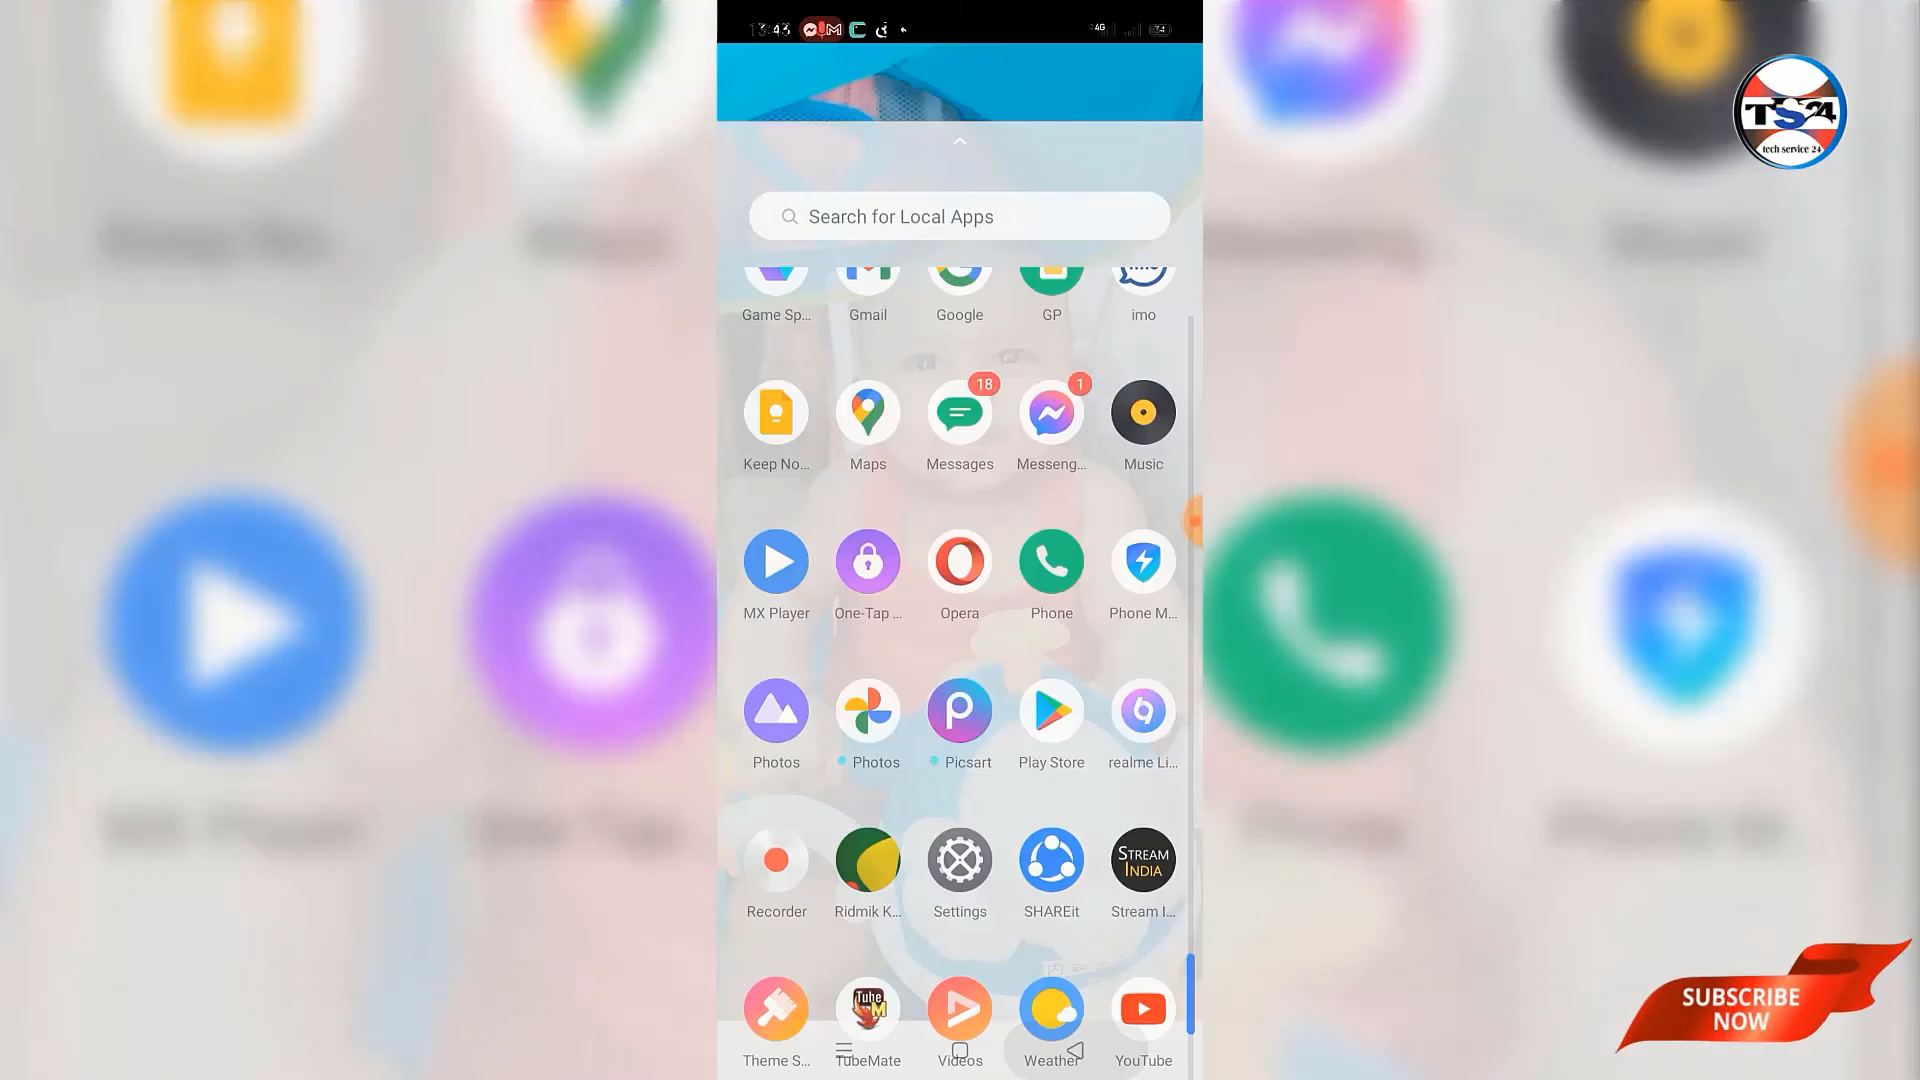 13:43
4G
74
TS24
tech service 24
Search for Local Apps
Game Sp...
Gmail
Google
GP
imo
18
1
Keep No...
Maps
Messages
Messeng...
Music
MX Player
One-Tap ...
Opera
Phone
Phone M...
Photos
Photos
Picsart
Play Store
realme Li...
STREAM
INDIA
Recorder
Ridmik K...
Settings
SHAREit
Stream I...
Tube
M
Theme S...
TubeMate
Videos
Weather
YouTube
SUBSCRIBE
NOW